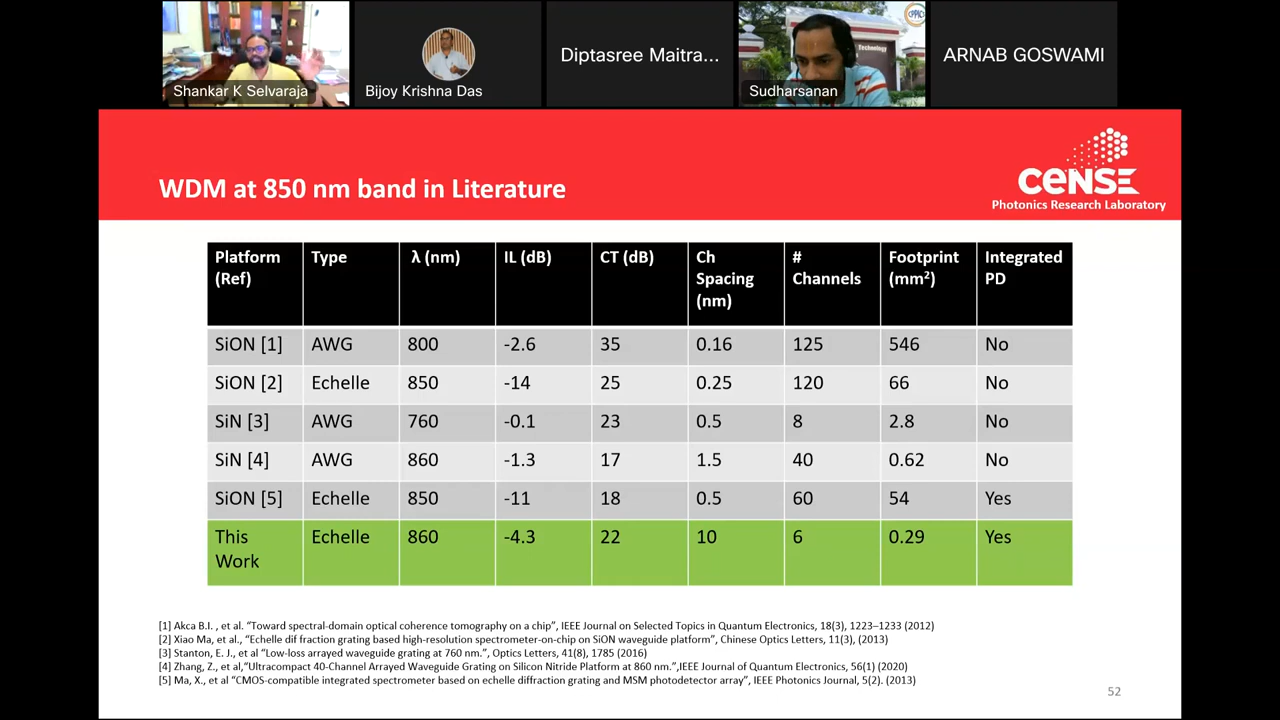 Shankar K Selvaraja
Bijoy Krishna Das
Diptasree Maitra...
Technology
CPPICS
Sudharsanan
ARNAB GOSWAMI
WDM at 850 nm band in Literature
CeNSE
Photonics Research Laboratory
Platform (Ref) Type λ (nm) IL (dB) CT (dB) Ch Spacing (nm) # Channels Footprint (mm²) Integrated PD
SiON [1] AWG 800 -2.6 35 0.16 125 546 No
SiON [2] Echelle 850 -14 25 0.25 120 66 No
SiN [3] AWG 760 -0.1 23 0.5 8 2.8 No
SiN [4] AWG 860 -1.3 17 1.5 40 0.62 No
SiON [5] Echelle 850 -11 18 0.5 60 54 Yes
This Work Echelle 860 -4.3 22 10 6 0.29 Yes
[1] Akca B.I. , et al. “Toward spectral-domain optical coherence tomography on a chip”, IEEE Journal on Selected Topics in Quantum Electronics, 18(3), 1223–1233 (2012)
[2] Xiao Ma, et al., “Echelle dif fraction grating based high-resolution spectrometer-on-chip on SiON waveguide platform”, Chinese Optics Letters, 11(3), (2013)
[3] Stanton, E. J., et al “Low-loss arrayed waveguide grating at 760 nm.”, Optics Letters, 41(8), 1785 (2016)
[4] Zhang, Z., et al,“Ultracompact 40-Channel Arrayed Waveguide Grating on Silicon Nitride Platform at 860 nm.”,IEEE Journal of Quantum Electronics, 56(1) (2020)
[5] Ma, X., et al “CMOS-compatible integrated spectrometer based on echelle diffraction grating and MSM photodetector array”, IEEE Photonics Journal, 5(2). (2013)
52